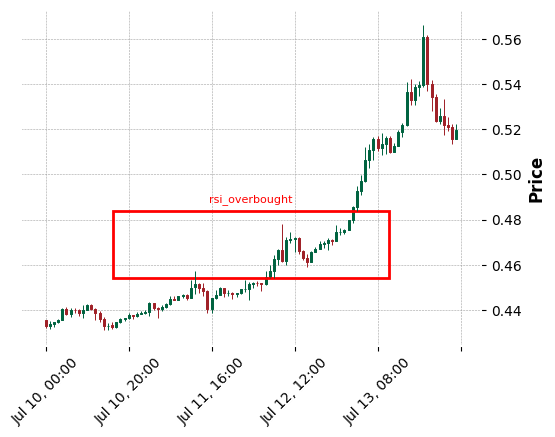 0.56
0.54
0.52
0.50
0.48
0.46
0.44
Price
rsi_overbought
Jul 10, 00:00
Jul 10, 20:00
Jul 11, 16:00
Jul 12, 12:00
Jul 13, 08:00